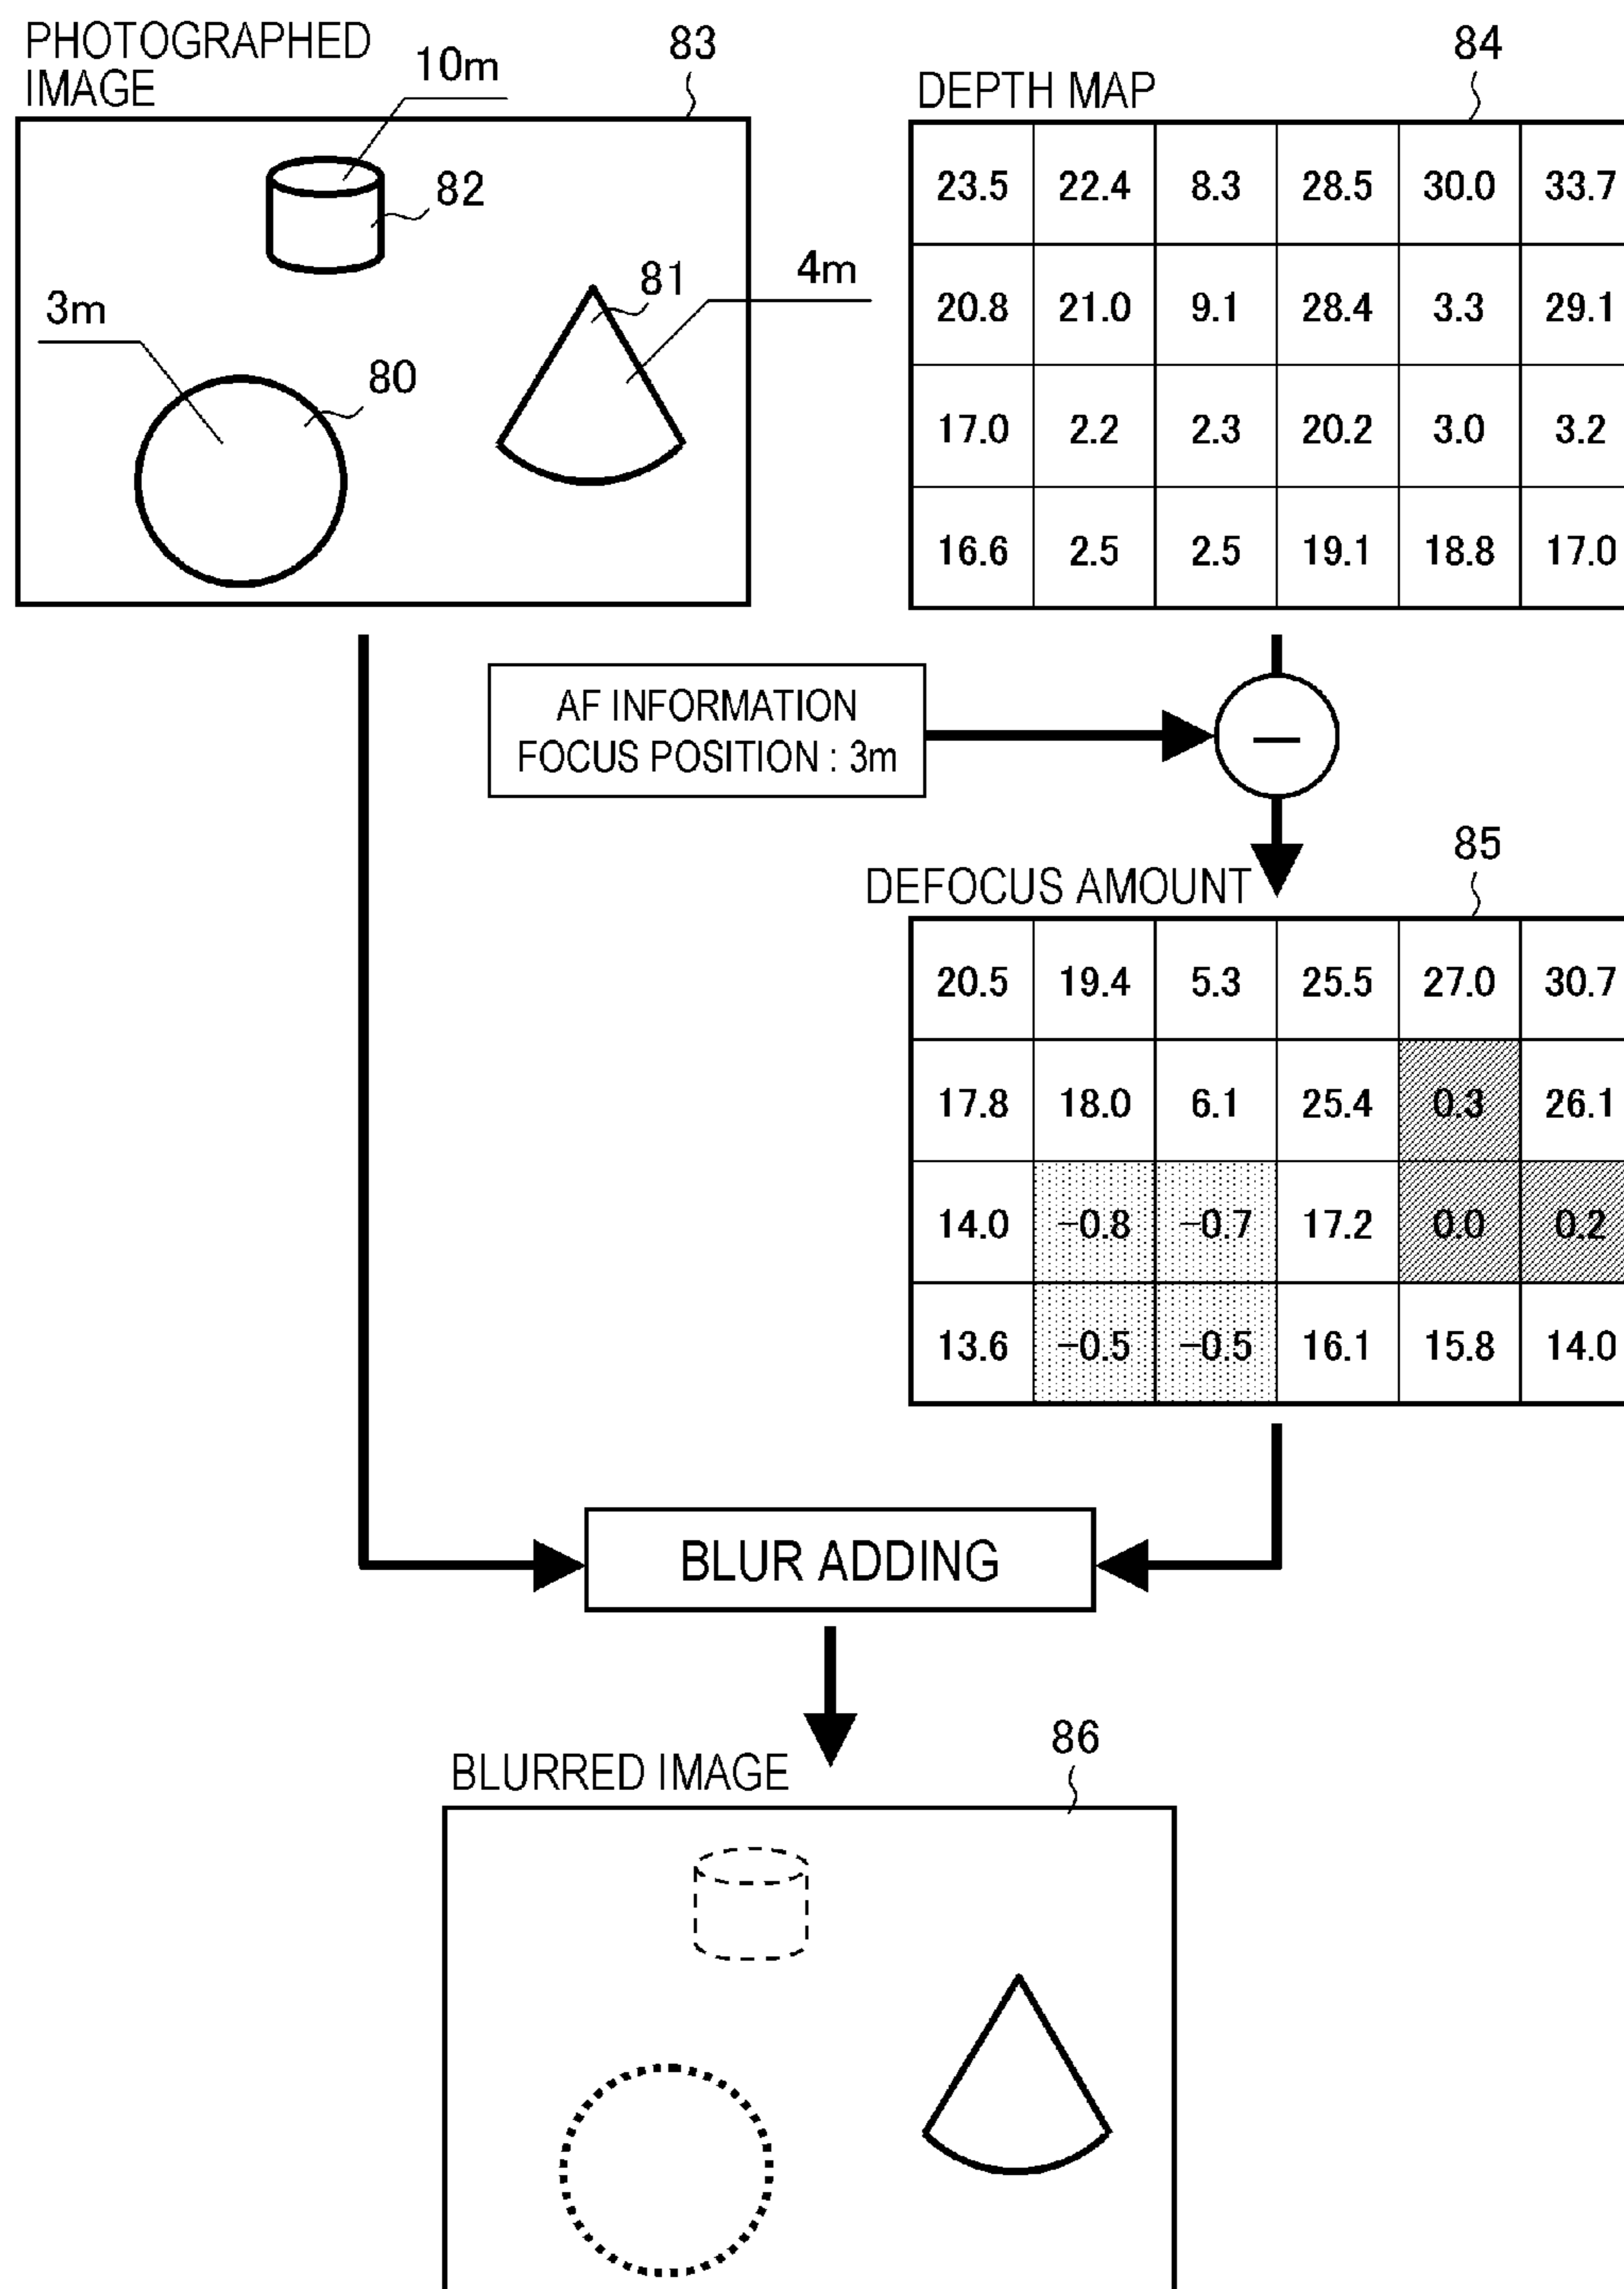 PHOTOGRAPHED
IMAGE
10m
83
82
81
4m
3m
80
DEPTH MAP
84
23.5 22.4 8.3 28.5 30.0 33.7
20.8 21.0 9.1 28.4 3.3 29.1
17.0 2.2 2.3 20.2 3.0 3.2
16.6 2.5 2.5 19.1 18.8 17.0
AF INFORMATION
FOCUS POSITION : 3m
−
DEFOCUS AMOUNT
85
20.5 19.4 5.3 25.5 27.0 30.7
17.8 18.0 6.1 25.4 0.3 26.1
14.0 −0.8 −0.7 17.2 0.0 0.2
13.6 −0.5 −0.5 16.1 15.8 14.0
BLUR ADDING
BLURRED IMAGE
86